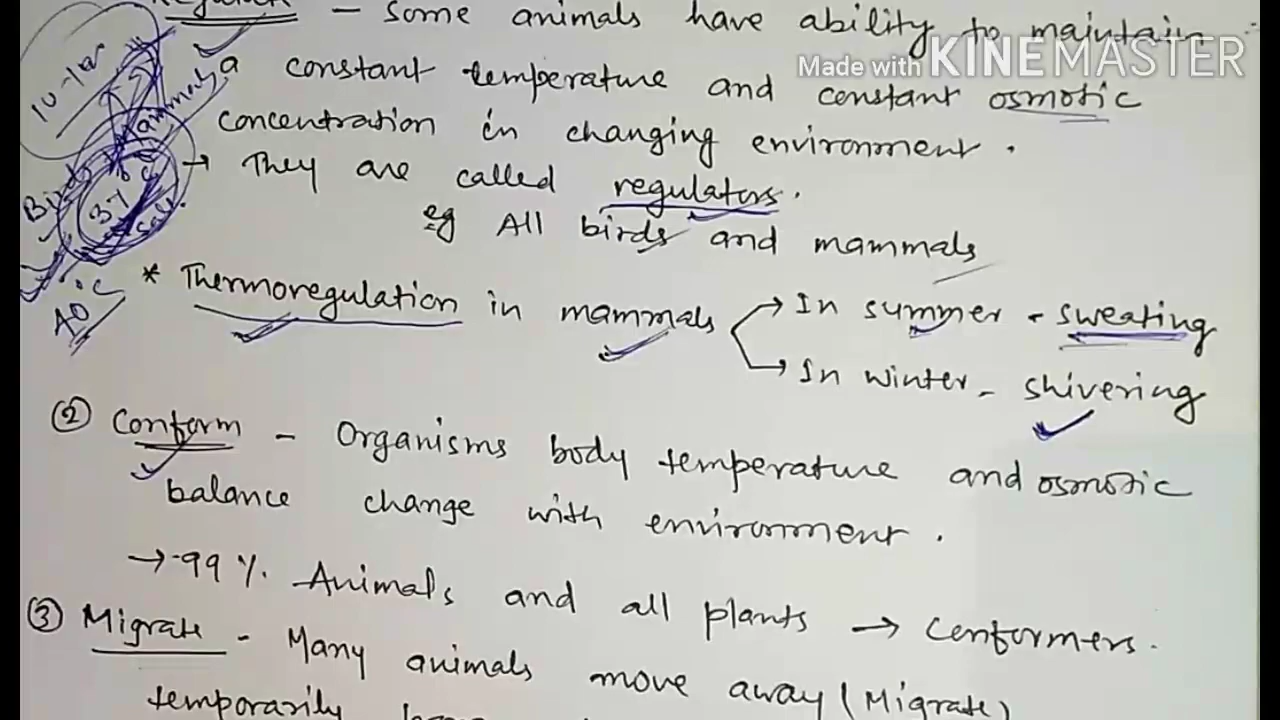 - Some animals have ability to maintain
a constant temperature and constant osmotic
concentration in changing environment.
→ They are called regulators.
eg All birds and mammals
* Thermoregulation in mammals → In summer - sweating
→ In winter - shivering
② Conform - Organisms body temperature and osmotic
balance change with environment.
→ 99 %. Animals and all plants → Conformers.
③ Migrate - Many animals move away (Migrate)
temporarily
Made with KINEMASTER
10-12
Mammals
Birds
37
Salt
40°C